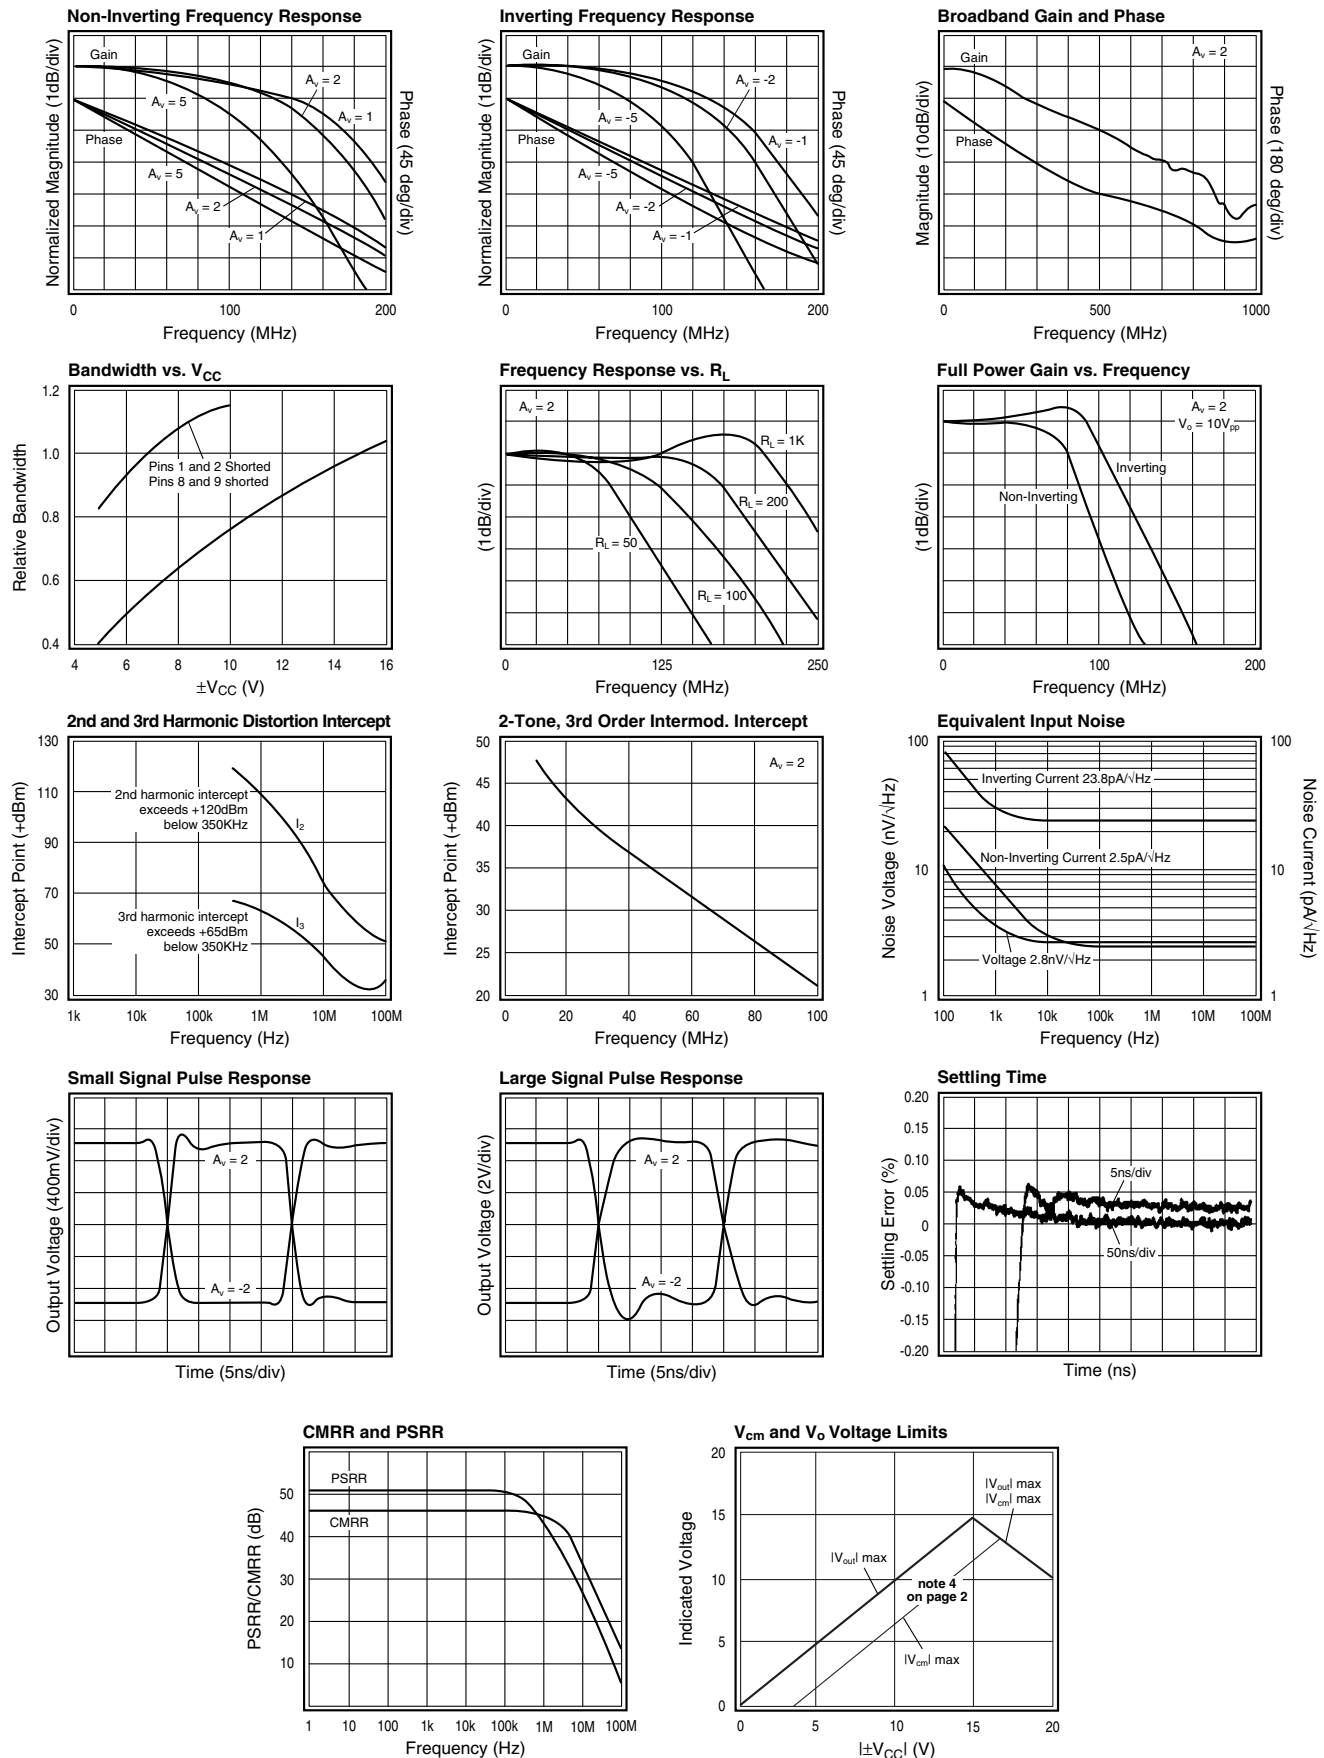 Non-Inverting Frequency Response
Normalized Magnitude (1dB/div)
Gain
A_v = 2
A_v = 5
A_v = 1
Phase
A_v = 5
A_v = 2
A_v = 1
Phase (45 deg/div)
0 100 200
Frequency (MHz)
Inverting Frequency Response
Normalized Magnitude (1dB/div)
Gain
A_v = -2
A_v = -5
A_v = -1
Phase
A_v = -5
A_v = -2
A_v = -1
Phase (45 deg/div)
0 100 200
Frequency (MHz)
Broadband Gain and Phase
Magnitude (10dB/div)
A_v = 2
Gain
Phase
Phase (180 deg/div)
0 500 1000
Frequency (MHz)
Bandwidth vs. V_CC
Relative Bandwidth
1.2
1.0
0.8
0.6
0.4
Pins 1 and 2 Shorted
Pins 8 and 9 shorted
4 6 8 10 12 14 16
±V_CC (V)
Frequency Response vs. R_L
(1dB/div)
A_v = 2
R_L = 1K
R_L = 200
R_L = 50
R_L = 100
0 125 250
Frequency (MHz)
Full Power Gain vs. Frequency
(1dB/div)
A_v = 2
V_o = 10V_pp
Inverting
Non-Inverting
0 100 200
Frequency (MHz)
2nd and 3rd Harmonic Distortion Intercept
Intercept Point (+dBm)
130
110
90
70
50
30
2nd harmonic intercept
exceeds +120dBm
below 350KHz
I_2
3rd harmonic intercept
exceeds +65dBm
below 350KHz
I_3
1k 10k 100k 1M 10M 100M
Frequency (Hz)
2-Tone, 3rd Order Intermod. Intercept
Intercept Point (+dBm)
50
45
40
35
30
25
20
A_v = 2
0 20 40 60 80 100
Frequency (MHz)
Equivalent Input Noise
Noise Voltage (nV/√Hz)
100
10
1
Inverting Current 23.8pA/√Hz
Non-Inverting Current 2.5pA/√Hz
Voltage 2.8nV/√Hz
100
10
1
Noise Current (pA/√Hz)
100 1k 10k 100k 1M 10M 100M
Frequency (Hz)
Small Signal Pulse Response
Output Voltage (400mV/div)
A_v = 2
A_v = -2
Time (5ns/div)
Large Signal Pulse Response
Output Voltage (2V/div)
A_v = 2
A_v = -2
Time (5ns/div)
Settling Time
Settling Error (%)
0.20
0.15
0.10
0.05
0
-0.05
-0.10
-0.15
-0.20
5ns/div
50ns/div
Time (ns)
CMRR and PSRR
PSRR/CMRR (dB)
50
40
30
20
10
PSRR
CMRR
1 10 100 1k 10k 100k 1M 10M 100M
Frequency (Hz)
V_cm and V_o Voltage Limits
Indicated Voltage
20
15
10
5
0
|V_out| max
|V_cm| max
|V_out| max
note 4
on page 2
|V_cm| max
0 5 10 15 20
|±V_CC| (V)